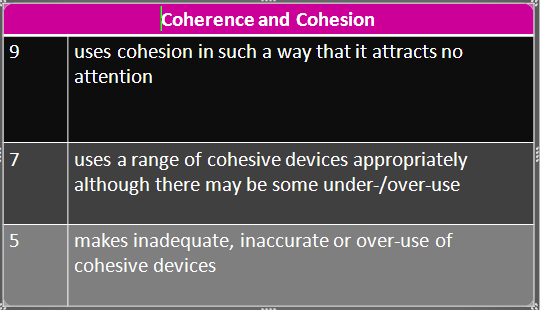 Coherence and Cohesion
9 uses cohesion in such a way that it attracts no
attention
7 uses a range of cohesive devices appropriately
although there may be some under-/over-use
5 makes inadequate, inaccurate or over-use of
cohesive devices